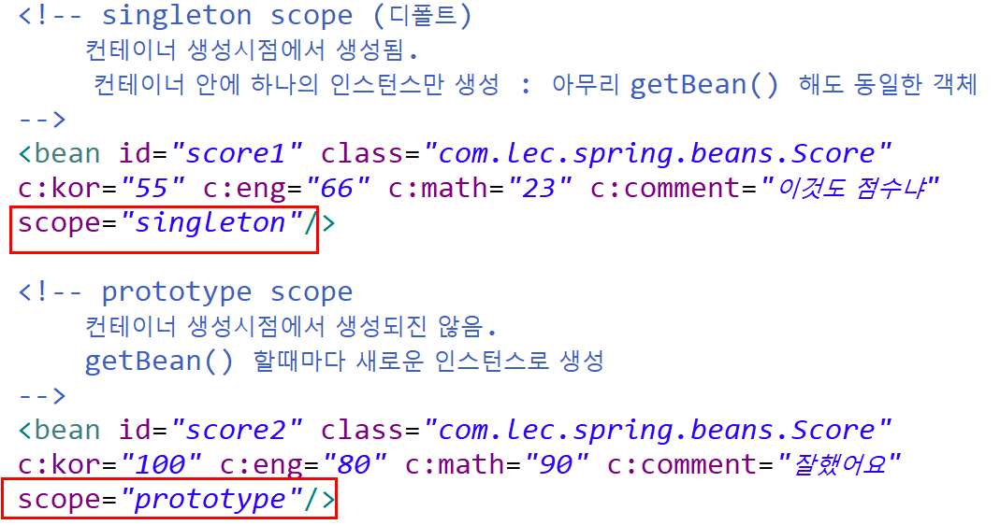 <!-- singleton scope (디폴트)
컨테이너 생성시점에서 생성됨.
컨테이너 안에 하나의 인스턴스만 생성 : 아무리 getBean() 해도 동일한 객체
-->
<bean id="score1" class="com.lec.spring.beans.Score"
c:kor="55" c:eng="66" c:math="23" c:comment="이것도 점수냐"
scope="singleton"/>
<!-- prototype scope
컨테이너 생성시점에서 생성되진 않음.
getBean() 할때마다 새로운 인스턴스로 생성
-->
<bean id="score2" class="com.lec.spring.beans.Score"
c:kor="100" c:eng="80" c:math="90" c:comment="잘했어요"
scope="prototype"/>